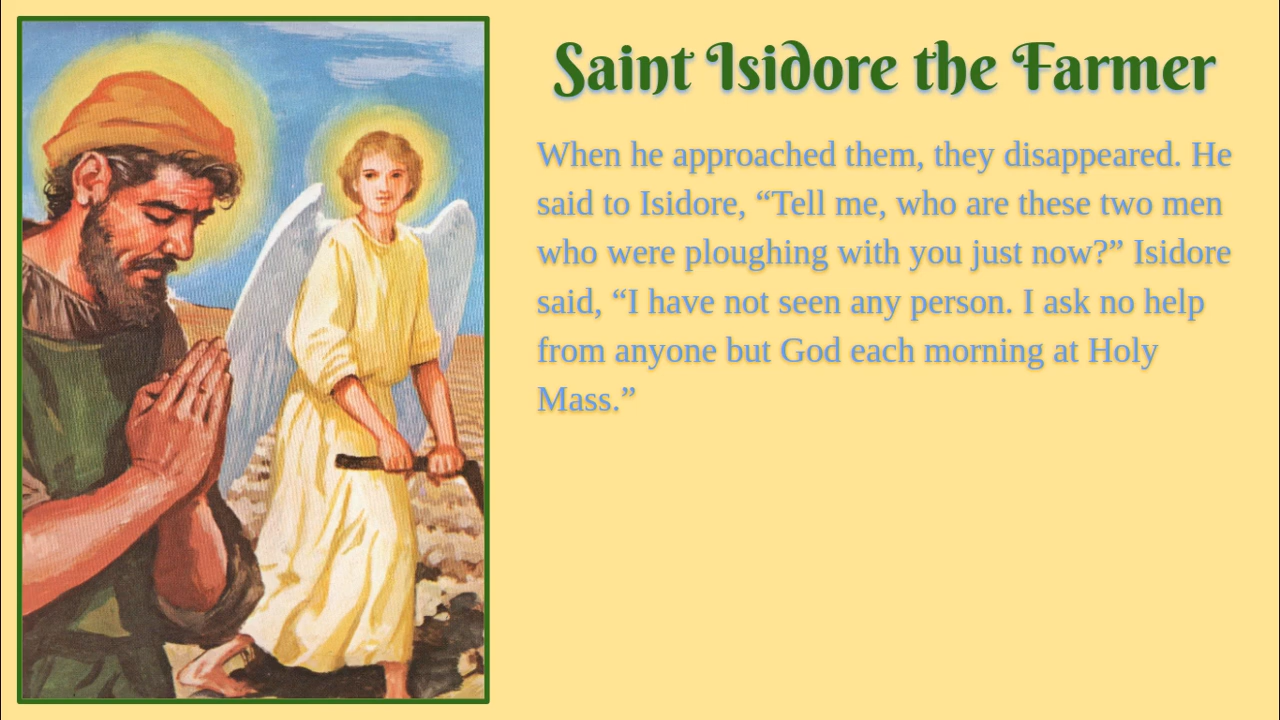 Saint Isidore the Farmer
When he approached them, they disappeared. He
said to Isidore, “Tell me, who are these two men
who were ploughing with you just now?” Isidore
said, “I have not seen any person. I ask no help
from anyone but God each morning at Holy
Mass.”